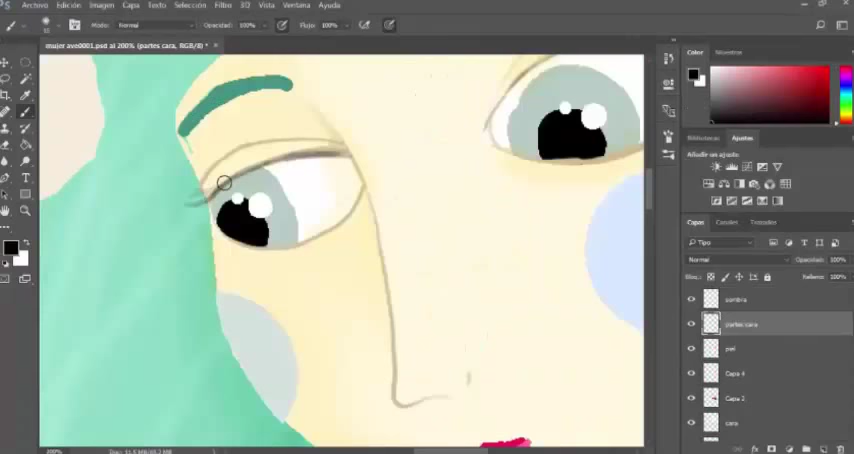 Archivo Edición Imagen Capa Texto Selección Filtro 3D Vista Ventana Ayuda
Modo: Normal Opacidad: 100% Flujo: 100%
mujer ave0001.psd al 200% (partes cara, RGB/8) *
Color Muestras
Bibliotecas Ajustes
Añadir un ajuste
Capas Canales Trazados
Tipo
Normal Opacidad: 100%
Bloq.: Relleno: 100%
sombra
partes cara
piel
Capa 4
Capa 2
cara
200%